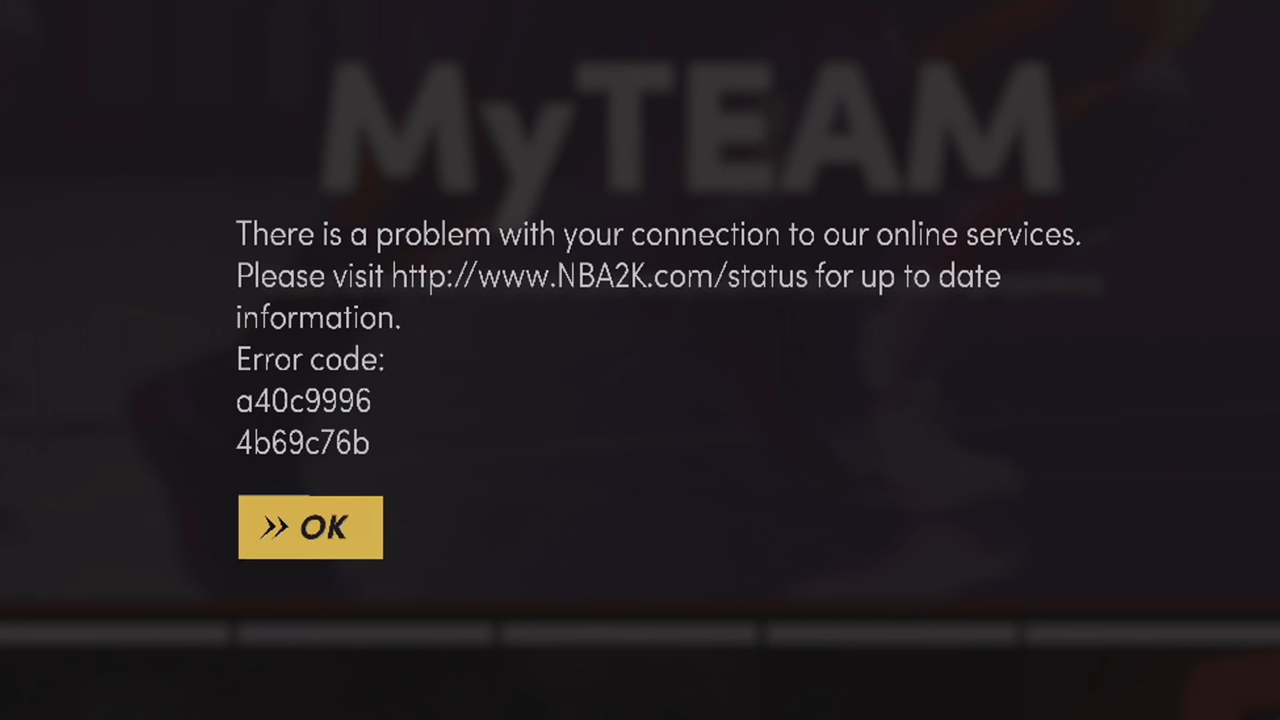 MyTEAM
There is a problem with your connection to our online services.
Please visit http://www.NBA2K.com/status for up to date
information.
Error code:
a40c9996
4b69c76b
OK